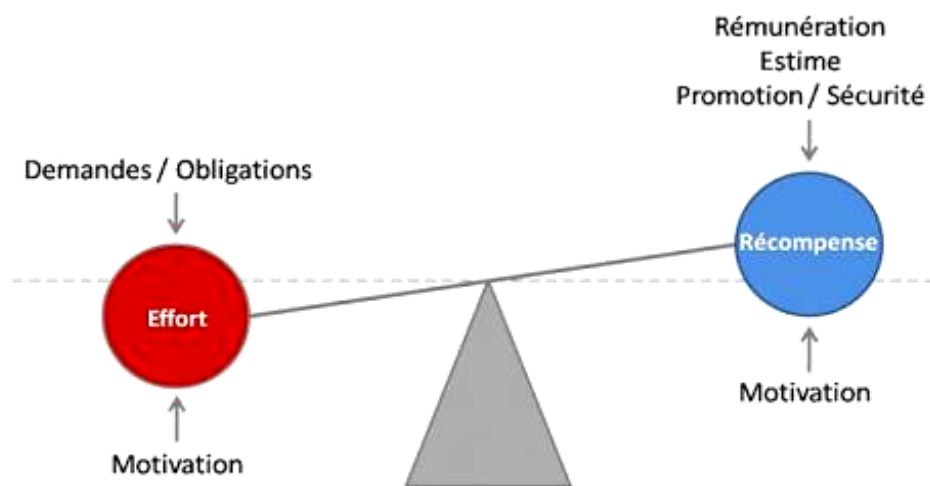 Rémunération
Estime
Promotion / Sécurité
Demandes / Obligations
Récompense
Effort
Motivation
Motivation